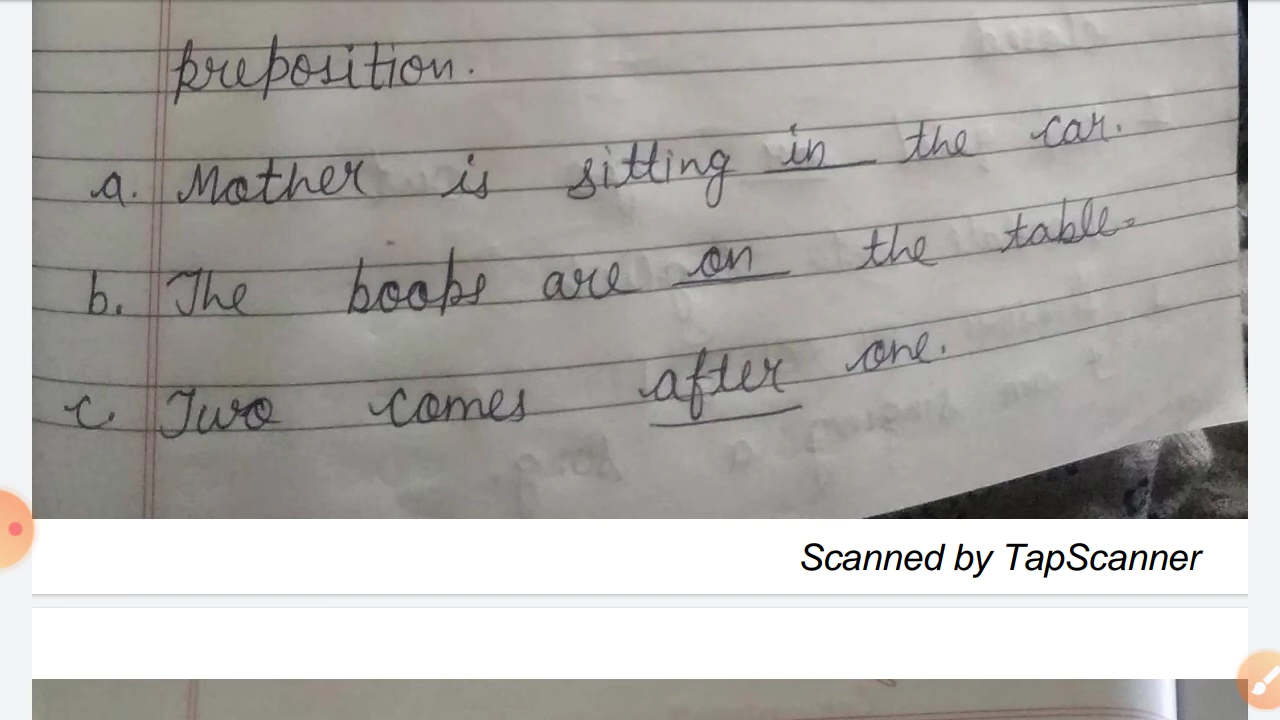 preposition.
a. Mother is sitting in the car.
b. The books are on the table.
c. Two comes after one.
Scanned by TapScanner